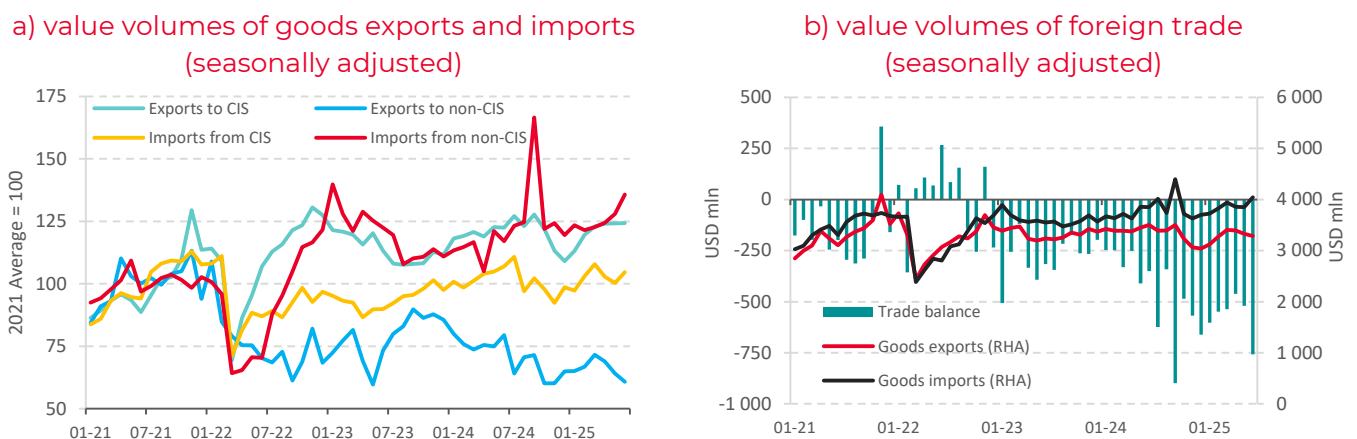 a) value volumes of goods exports and imports
(seasonally adjusted)
175
150
125
100
75
50
2021 Average = 100
Exports to CIS
Exports to non-CIS
Imports from CIS
Imports from non-CIS
01-21 07-21 01-22 07-22 01-23 07-23 01-24 07-24 01-25
b) value volumes of foreign trade
(seasonally adjusted)
500
250
0
-250
-500
-750
-1 000
USD mln
6 000
5 000
4 000
3 000
2 000
1 000
0
USD mln
Trade balance
Goods exports (RHA)
Goods imports (RHA)
01-21 01-22 01-23 01-24 01-25